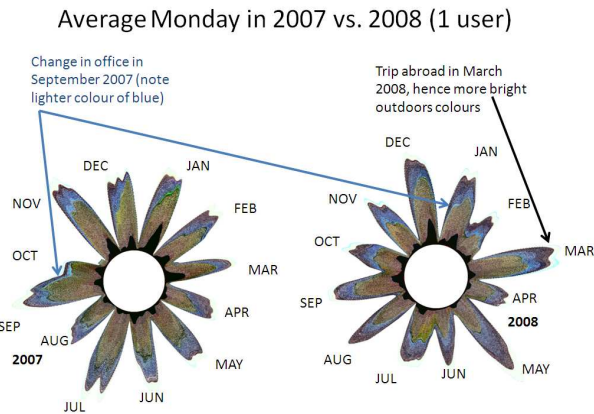 Average Monday in 2007 vs. 2008 (1 user)
Change in office in
September 2007 (note
lighter colour of blue)
Trip abroad in March
2008, hence more bright
outdoors colours
DEC
JAN
NOV
FEB
OCT
MAR
SEP
APR
2007
AUG
MAY
JUL
JUN
DEC
JAN
NOV
FEB
OCT
MAR
SEP
APR
2008
AUG
MAY
JUL
JUN